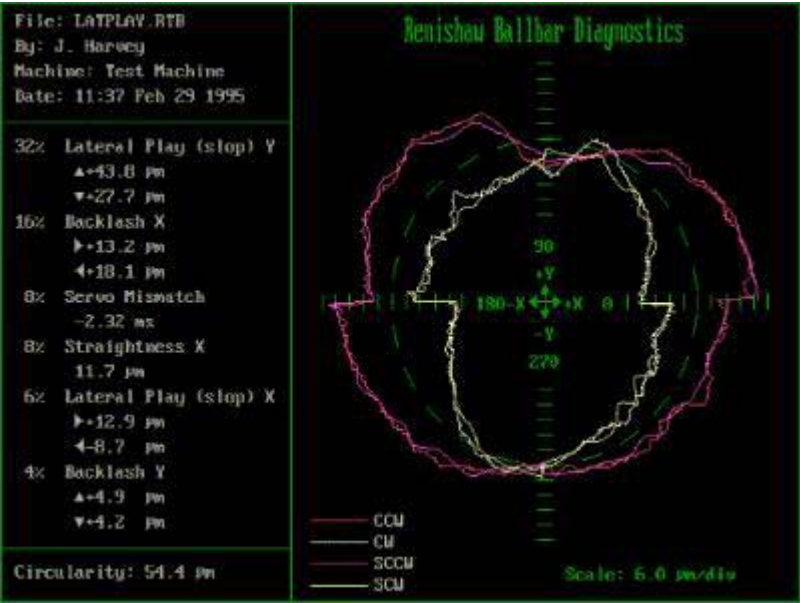 File: LATPLAY.RTB
By: J. Harvey
Machine: Test Machine
Date: 11:37 Feb 29 1995
32% Lateral Play (slop) Y
▲+43.8 µm
▼+27.7 µm
16% Backlash X
▶+13.2 µm
◀+18.1 µm
8% Servo Mismatch
-2.32 ms
8% Straightness X
11.7 µm
6% Lateral Play (slop) X
▶+12.9 µm
◀-8.7 µm
4% Backlash Y
▲+4.9 µm
▼+4.2 µm
Circularity: 54.4 µm
Renishaw Ballbar Diagnostics
90
+Y
180-X +X 0
-Y
270
CCW
CW
SCCW
SCW
Scale: 6.0 µm/div